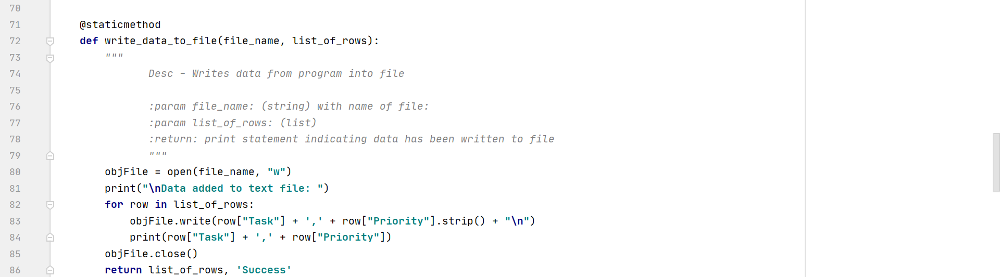 70
71 @staticmethod
72 def write_data_to_file(file_name, list_of_rows):
73 """
74 Desc - Writes data from program into file
75
76 :param file_name: (string) with name of file:
77 :param list_of_rows: (list)
78 :return: print statement indicating data has been written to file
79 """
80 objFile = open(file_name, "w")
81 print("\nData added to text file: ")
82 for row in list_of_rows:
83 objFile.write(row["Task"] + ',' + row["Priority"].strip() + "\n")
84 print(row["Task"] + ',' + row["Priority"])
85 objFile.close()
86 return list_of_rows, 'Success'